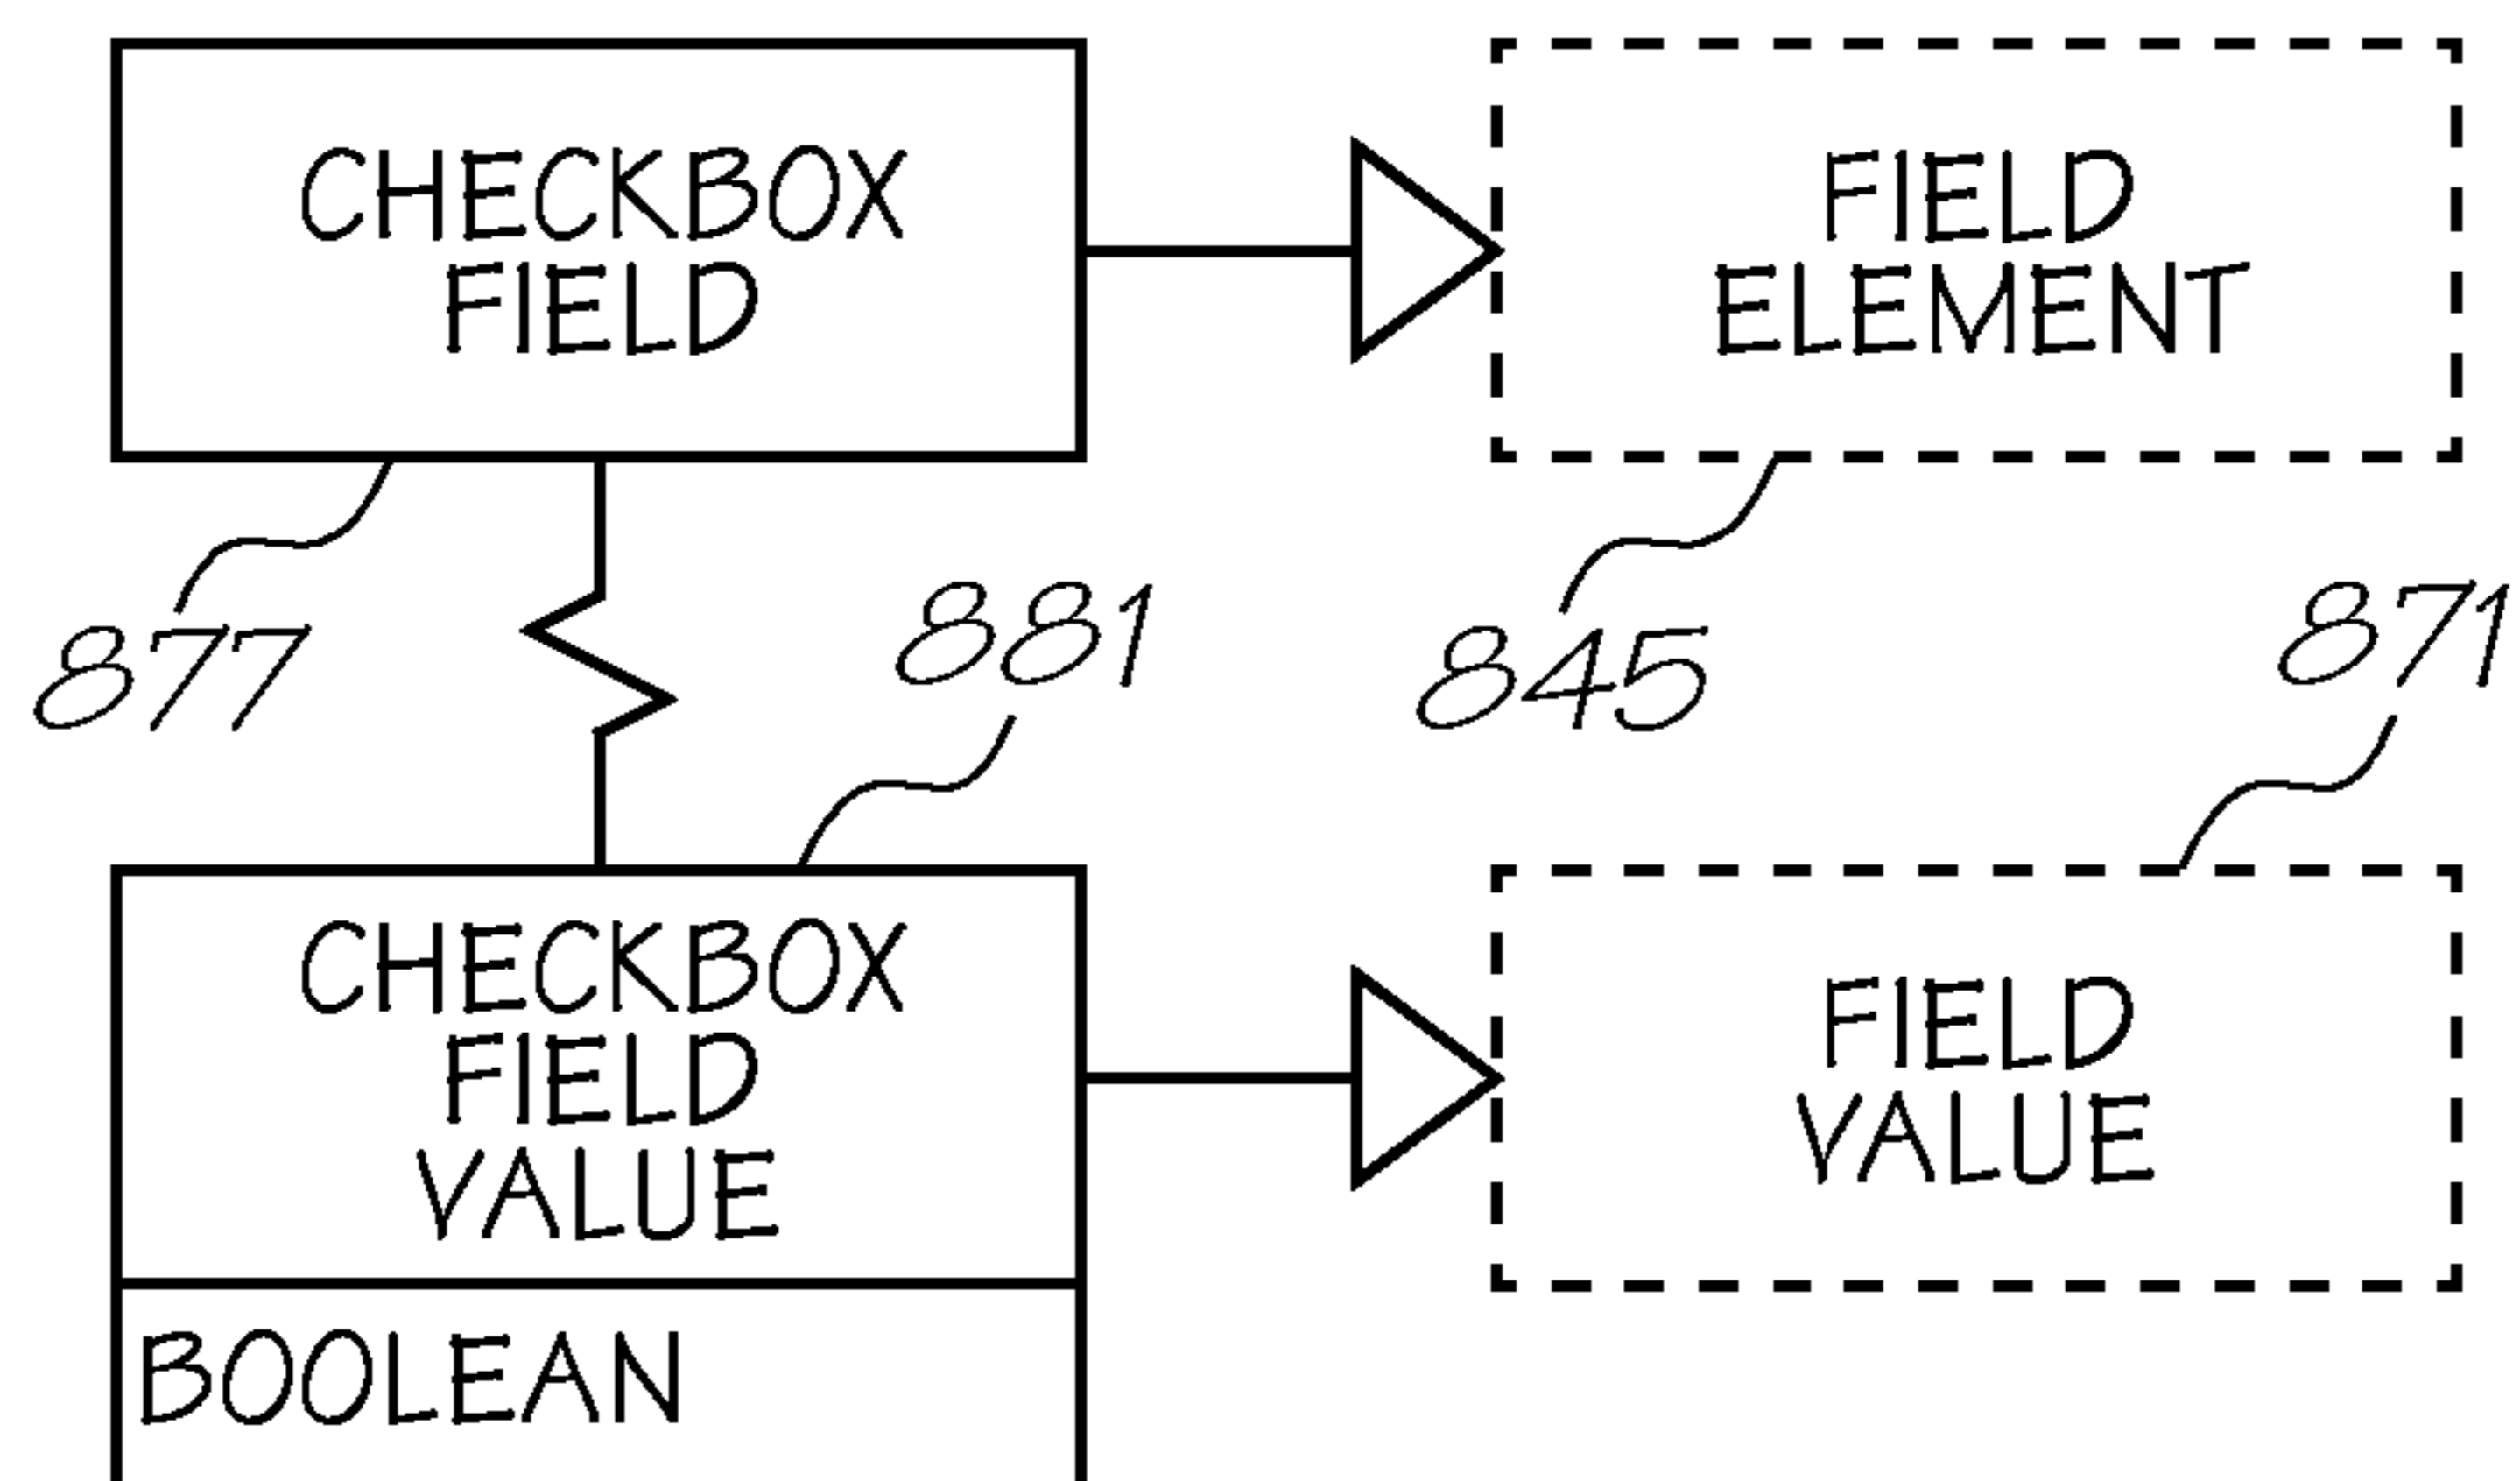 CHECKBOX
FIELD
FIELD
ELEMENT
877
881
845
871
CHECKBOX
FIELD
VALUE
FIELD
VALUE
BOOLEAN